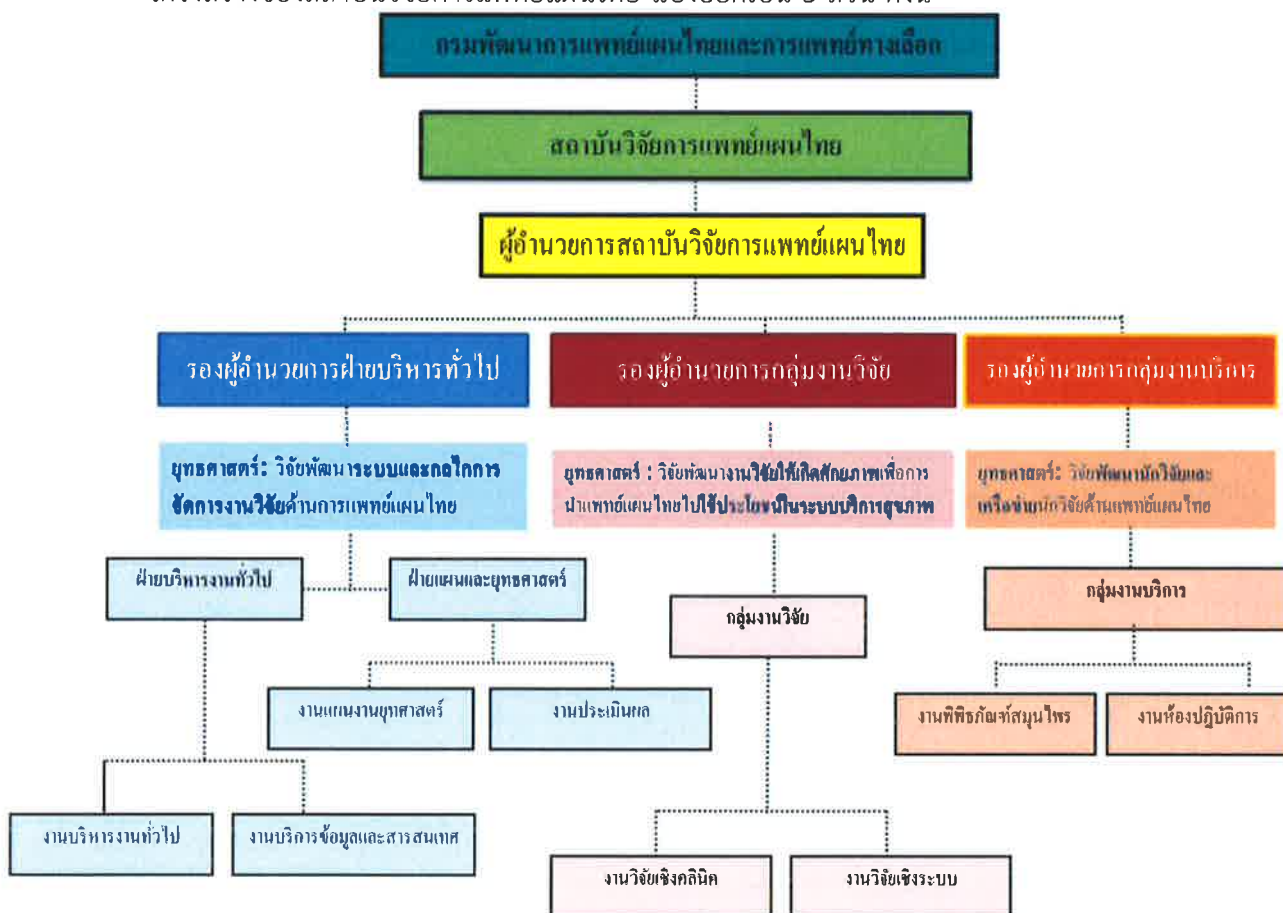 กรมพัฒนาการแพทย์แผนไทยและการแพทย์ทางเลือก
สถาบันวิจัยการแพทย์แผนไทย
ผู้อำนวยการสถาบันวิจัยการแพทย์แผนไทย
รองผู้อำนวยการฝ่ายบริหารทั่วไป
รองผู้อำนวยการกลุ่มงานวิจัย
รองผู้อำนวยการกลุ่มงานบริการ
ยุทธศาสตร์: วิจัยพัฒนาระบบและกลไกการ
จัดการงานวิจัยด้านการแพทย์แผนไทย
ยุทธศาสตร์ : วิจัยพัฒนางานวิจัยให้เกิดศักยภาพเพื่อการ
นำแพทย์แผนไทยไปใช้ประโยชน์ในระบบบริการสุขภาพ
ยุทธศาสตร์: วิจัยพัฒนานักวิจัยและ
เครือข่ายนักวิจัยด้านแพทย์แผนไทย
ฝ่ายบริหารงานทั่วไป
ฝ่ายแผนและยุทธศาสตร์
กลุ่มงานวิจัย
กลุ่มงานบริการ
งานแผนงานยุทศาสตร์
งานประเมินผล
งานพิพิธภัณฑ์สมุนไพร
งานห้องปฏิบัติการ
งานบริหารงานทั่วไป
งานบริการข้อมูลและสารสนเทศ
งานวิจัยเชิงคลินิค
งานวิจัยเชิงระบบ